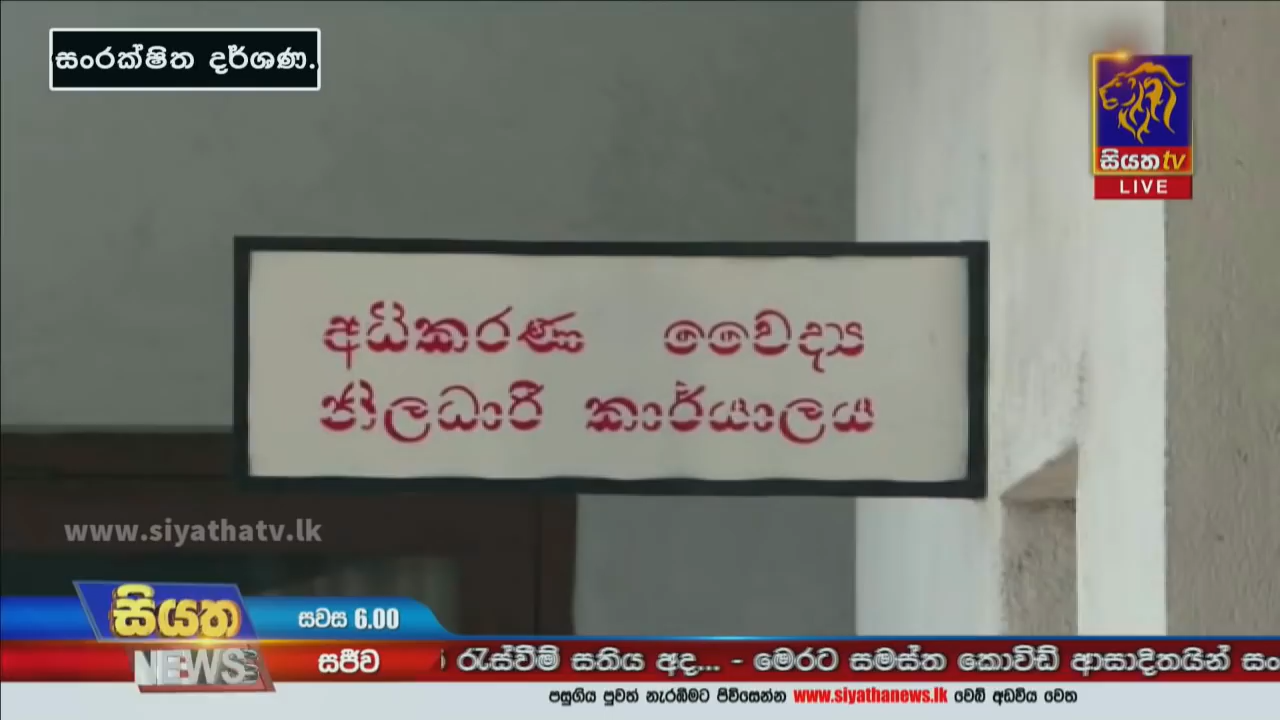 සංරක්ෂිත දර්ශණ.
සියත tv
LIVE
අධිකරණ වෛද්‍ය
නිලධාරී කාර්යාලය
www.siyathatv.lk
සියත
NEWS
සවස 6.00
සජීව
රැස්වීම් සතිය අද... - මෙරට සමස්ත කොවිඩ් ආසාදිතයින් සං
පසුගිය පුවත් නැරඹීමට පිවිසෙන්න www.siyathanews.lk වෙබ් අඩවිය වෙත